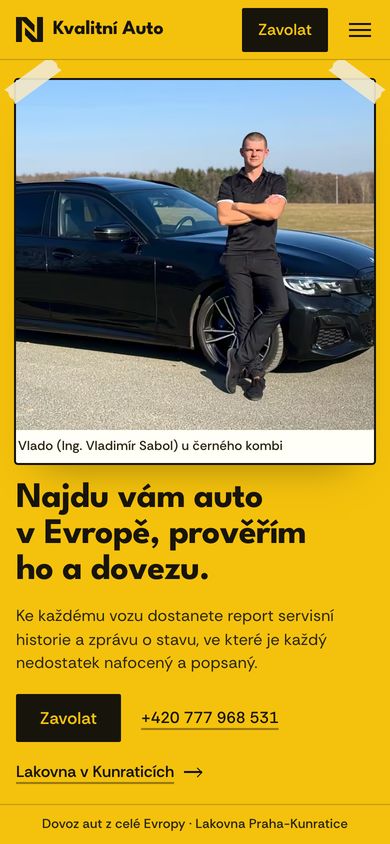 Kvalitní Auto
Zavolat
Vlado (Ing. Vladimír Sabol) u černého kombi
Najdu vám auto
v Evropě, prověřím
ho a dovezu.
Ke každému vozu dostanete report servisní
historie a zprávu o stavu, ve které je každý
nedostatek nafocený a popsaný.
Zavolat
+420 777 968 531
Lakovna v Kunraticích
Dovoz aut z celé Evropy · Lakovna Praha-Kunratice